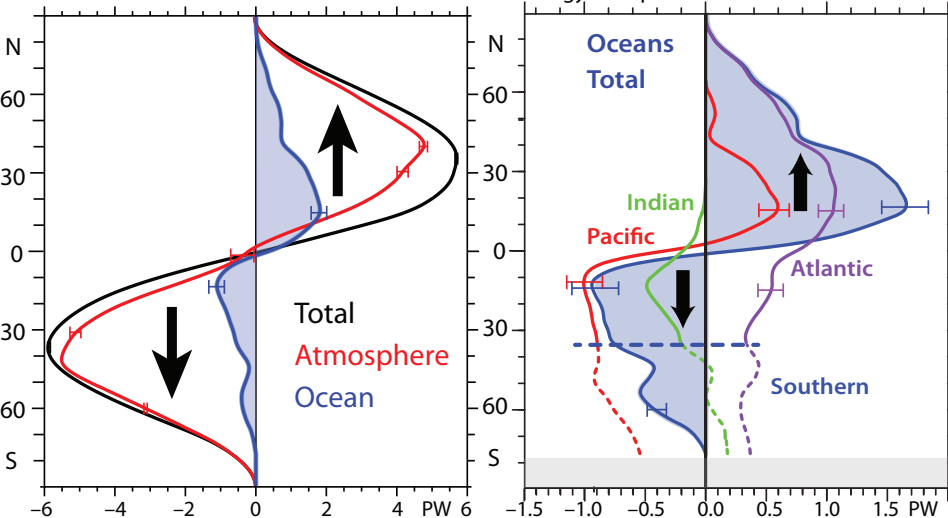 N
60
30
0
30
60
S
Total
Atmosphere
Ocean
−6 −4 −2 0 2 4 PW 6
Oceans
Total
N
60
30
0
30
60
S
Indian
Pacific
Atlantic
Southern
−1.5 −1.0 −0.5 0.0 0.5 1.0 1.5 PW